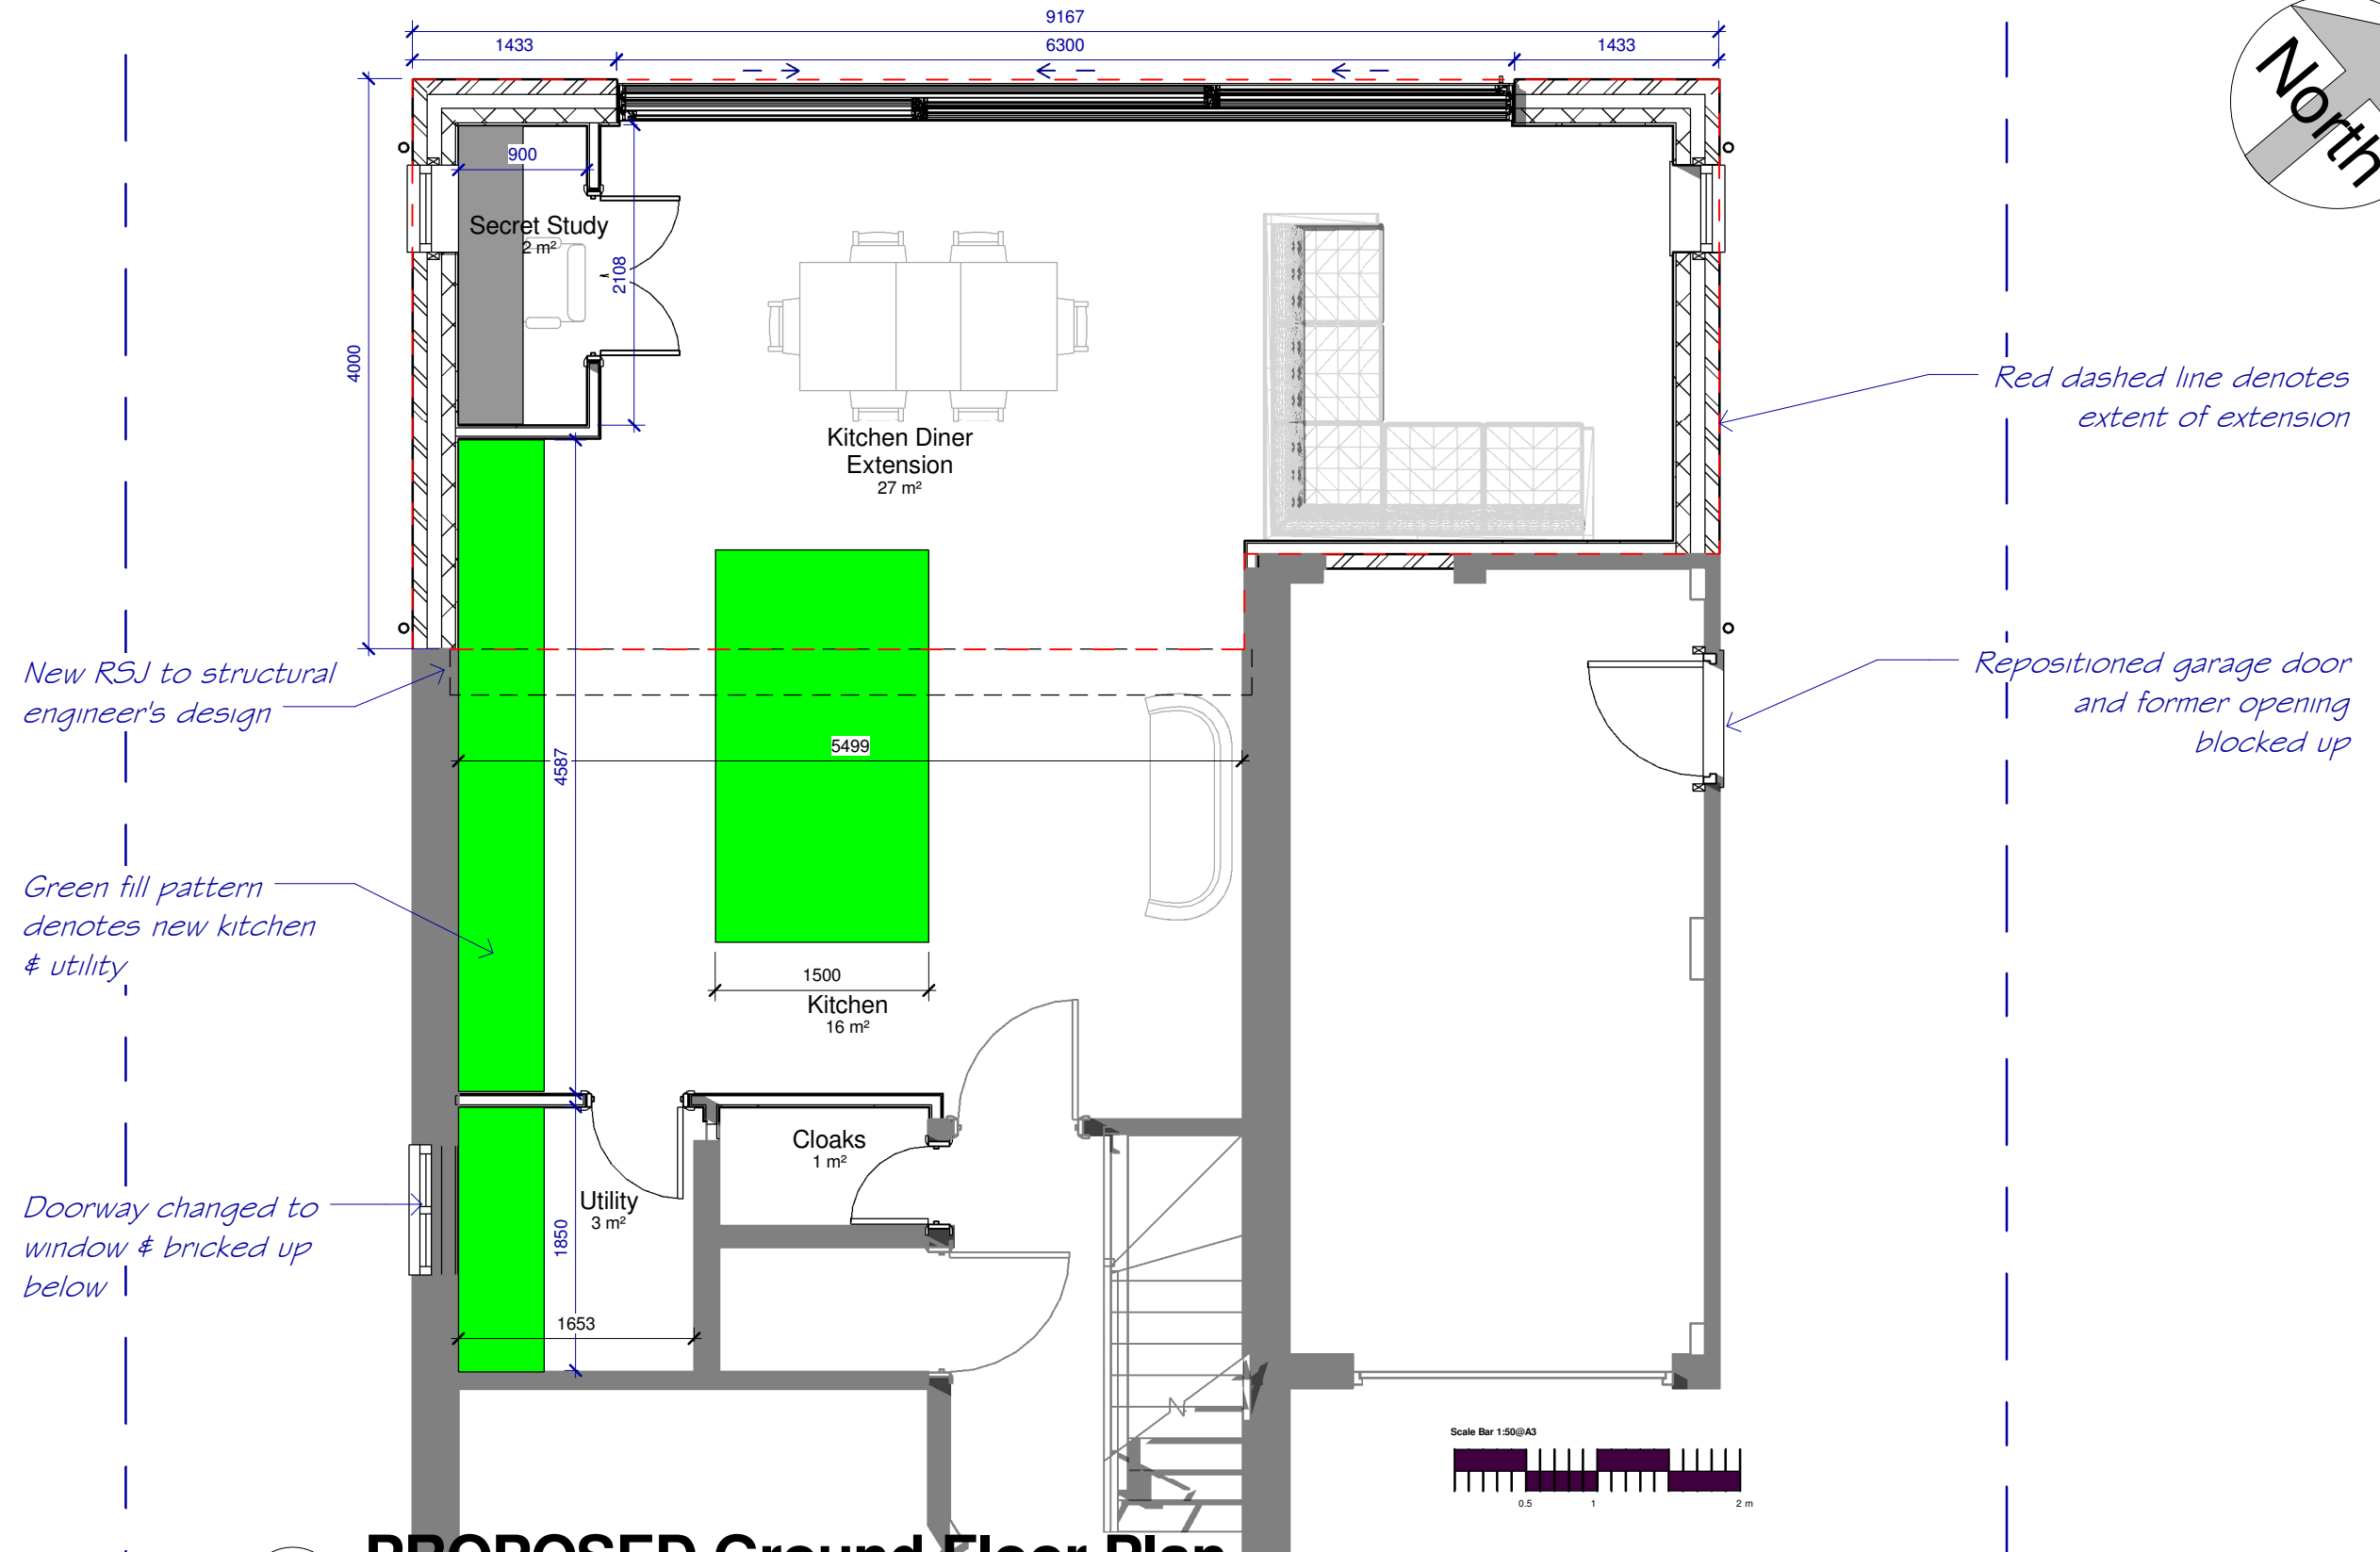 9167
1433
6300
1433
North
900
Secret Study
2 m²
2108
4000
Red dashed line denotes
extent of extension
Kitchen Diner
Extension
27 m²
New RSJ to structural
engineer's design
Repositioned garage door
and former opening
blocked up
5499
4587
Green fill pattern
denotes new kitchen
& utility
1500
Kitchen
16 m²
Cloaks
1 m²
Doorway changed to
window & bricked up
below
Utility
3 m²
1850
1653
Scale Bar 1:50@A3
0.5 1 2 m
PROPOSED Ground Floor Plan